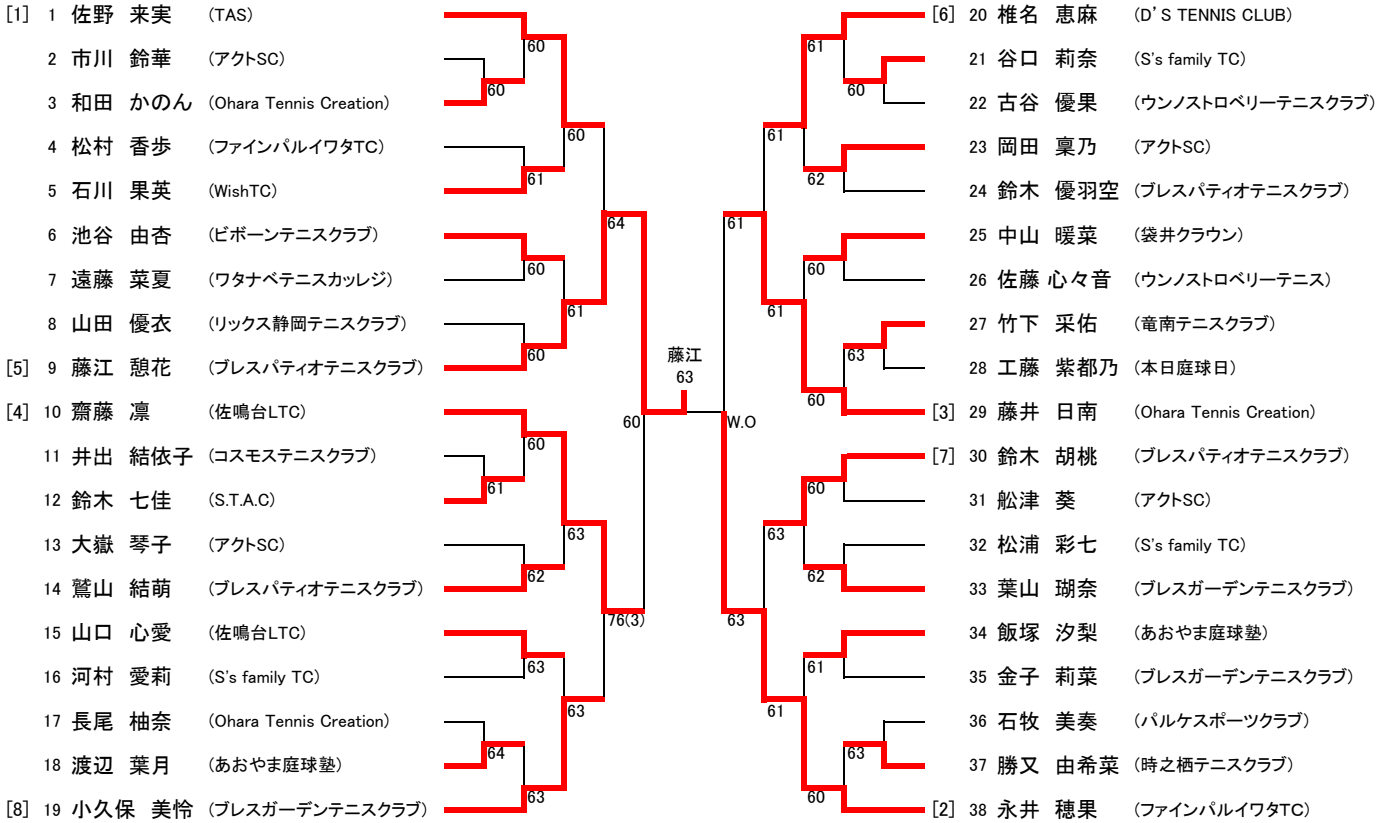 [1] 1 佐野 来実 (TAS)
2 市川 鈴華 (アクトSC)
3 和田 かのん (Ohara Tennis Creation)
4 松村 香歩 (ファインパルイワタTC)
5 石川 果英 (WishTC)
6 池谷 由杏 (ビボーンテニスクラブ)
7 遠藤 菜夏 (ワタナベテニスカッレジ)
8 山田 優衣 (リックス静岡テニスクラブ)
[5] 9 藤江 憩花 (ブレスパティオテニスクラブ)
[4] 10 齋藤 凛 (佐鳴台LTC)
11 井出 結依子 (コスモステニスクラブ)
12 鈴木 七佳 (S.T.A.C)
13 大嶽 琴子 (アクトSC)
14 鷲山 結萌 (ブレスパティオテニスクラブ)
15 山口 心愛 (佐鳴台LTC)
16 河村 愛莉 (S's family TC)
17 長尾 柚奈 (Ohara Tennis Creation)
18 渡辺 葉月 (あおやま庭球塾)
[8] 19 小久保 美怜 (ブレスガーデンテニスクラブ)
60
60
60
61
60
61
60
64
60
61
63
62
76(3)
63
63
64
63
60
藤江
63
W.O
61
63
61
61
63
61
61
60
62
60
63
60
60
62
61
63
60
[6] 20 椎名 恵麻 (D'S TENNIS CLUB)
21 谷口 莉奈 (S's family TC)
22 古谷 優果 (ウンノストロベリーテニスクラブ)
23 岡田 稟乃 (アクトSC)
24 鈴木 優羽空 (ブレスパティオテニスクラブ)
25 中山 暖菜 (袋井クラウン)
26 佐藤 心々音 (ウンノストロベリーテニス)
27 竹下 采佑 (竜南テニスクラブ)
28 工藤 紫都乃 (本日庭球日)
[3] 29 藤井 日南 (Ohara Tennis Creation)
[7] 30 鈴木 胡桃 (ブレスパティオテニスクラブ)
31 舩津 葵 (アクトSC)
32 松浦 彩七 (S's family TC)
33 葉山 瑚奈 (ブレスガーデンテニスクラブ)
34 飯塚 汐梨 (あおやま庭球塾)
35 金子 莉菜 (ブレスガーデンテニスクラブ)
36 石牧 美奏 (パルケスポーツクラブ)
37 勝又 由希菜 (時之栖テニスクラブ)
[2] 38 永井 穂果 (ファインパルイワタTC)